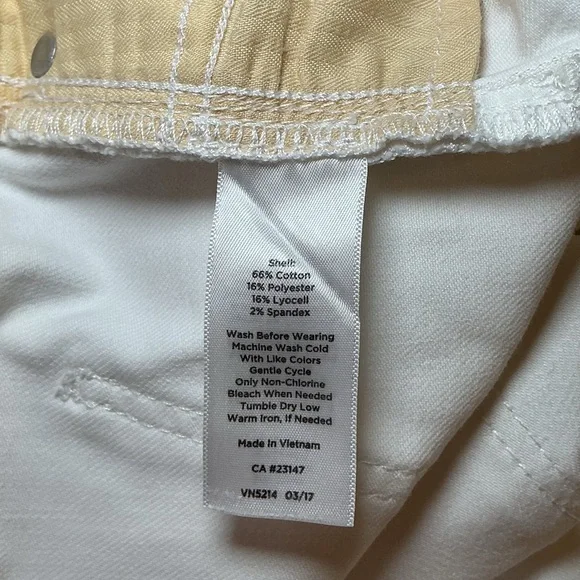 Shell:
66% Cotton
16% Polyester
16% Lyocell
2% Spandex
Wash Before Wearing
Machine Wash Cold
With Like Colors
Gentle Cycle
Only Non-Chlorine
Bleach When Needed
Tumble Dry Low
Warm Iron, if Needed
Made in Vietnam
CA #23147
VN5214 03/17